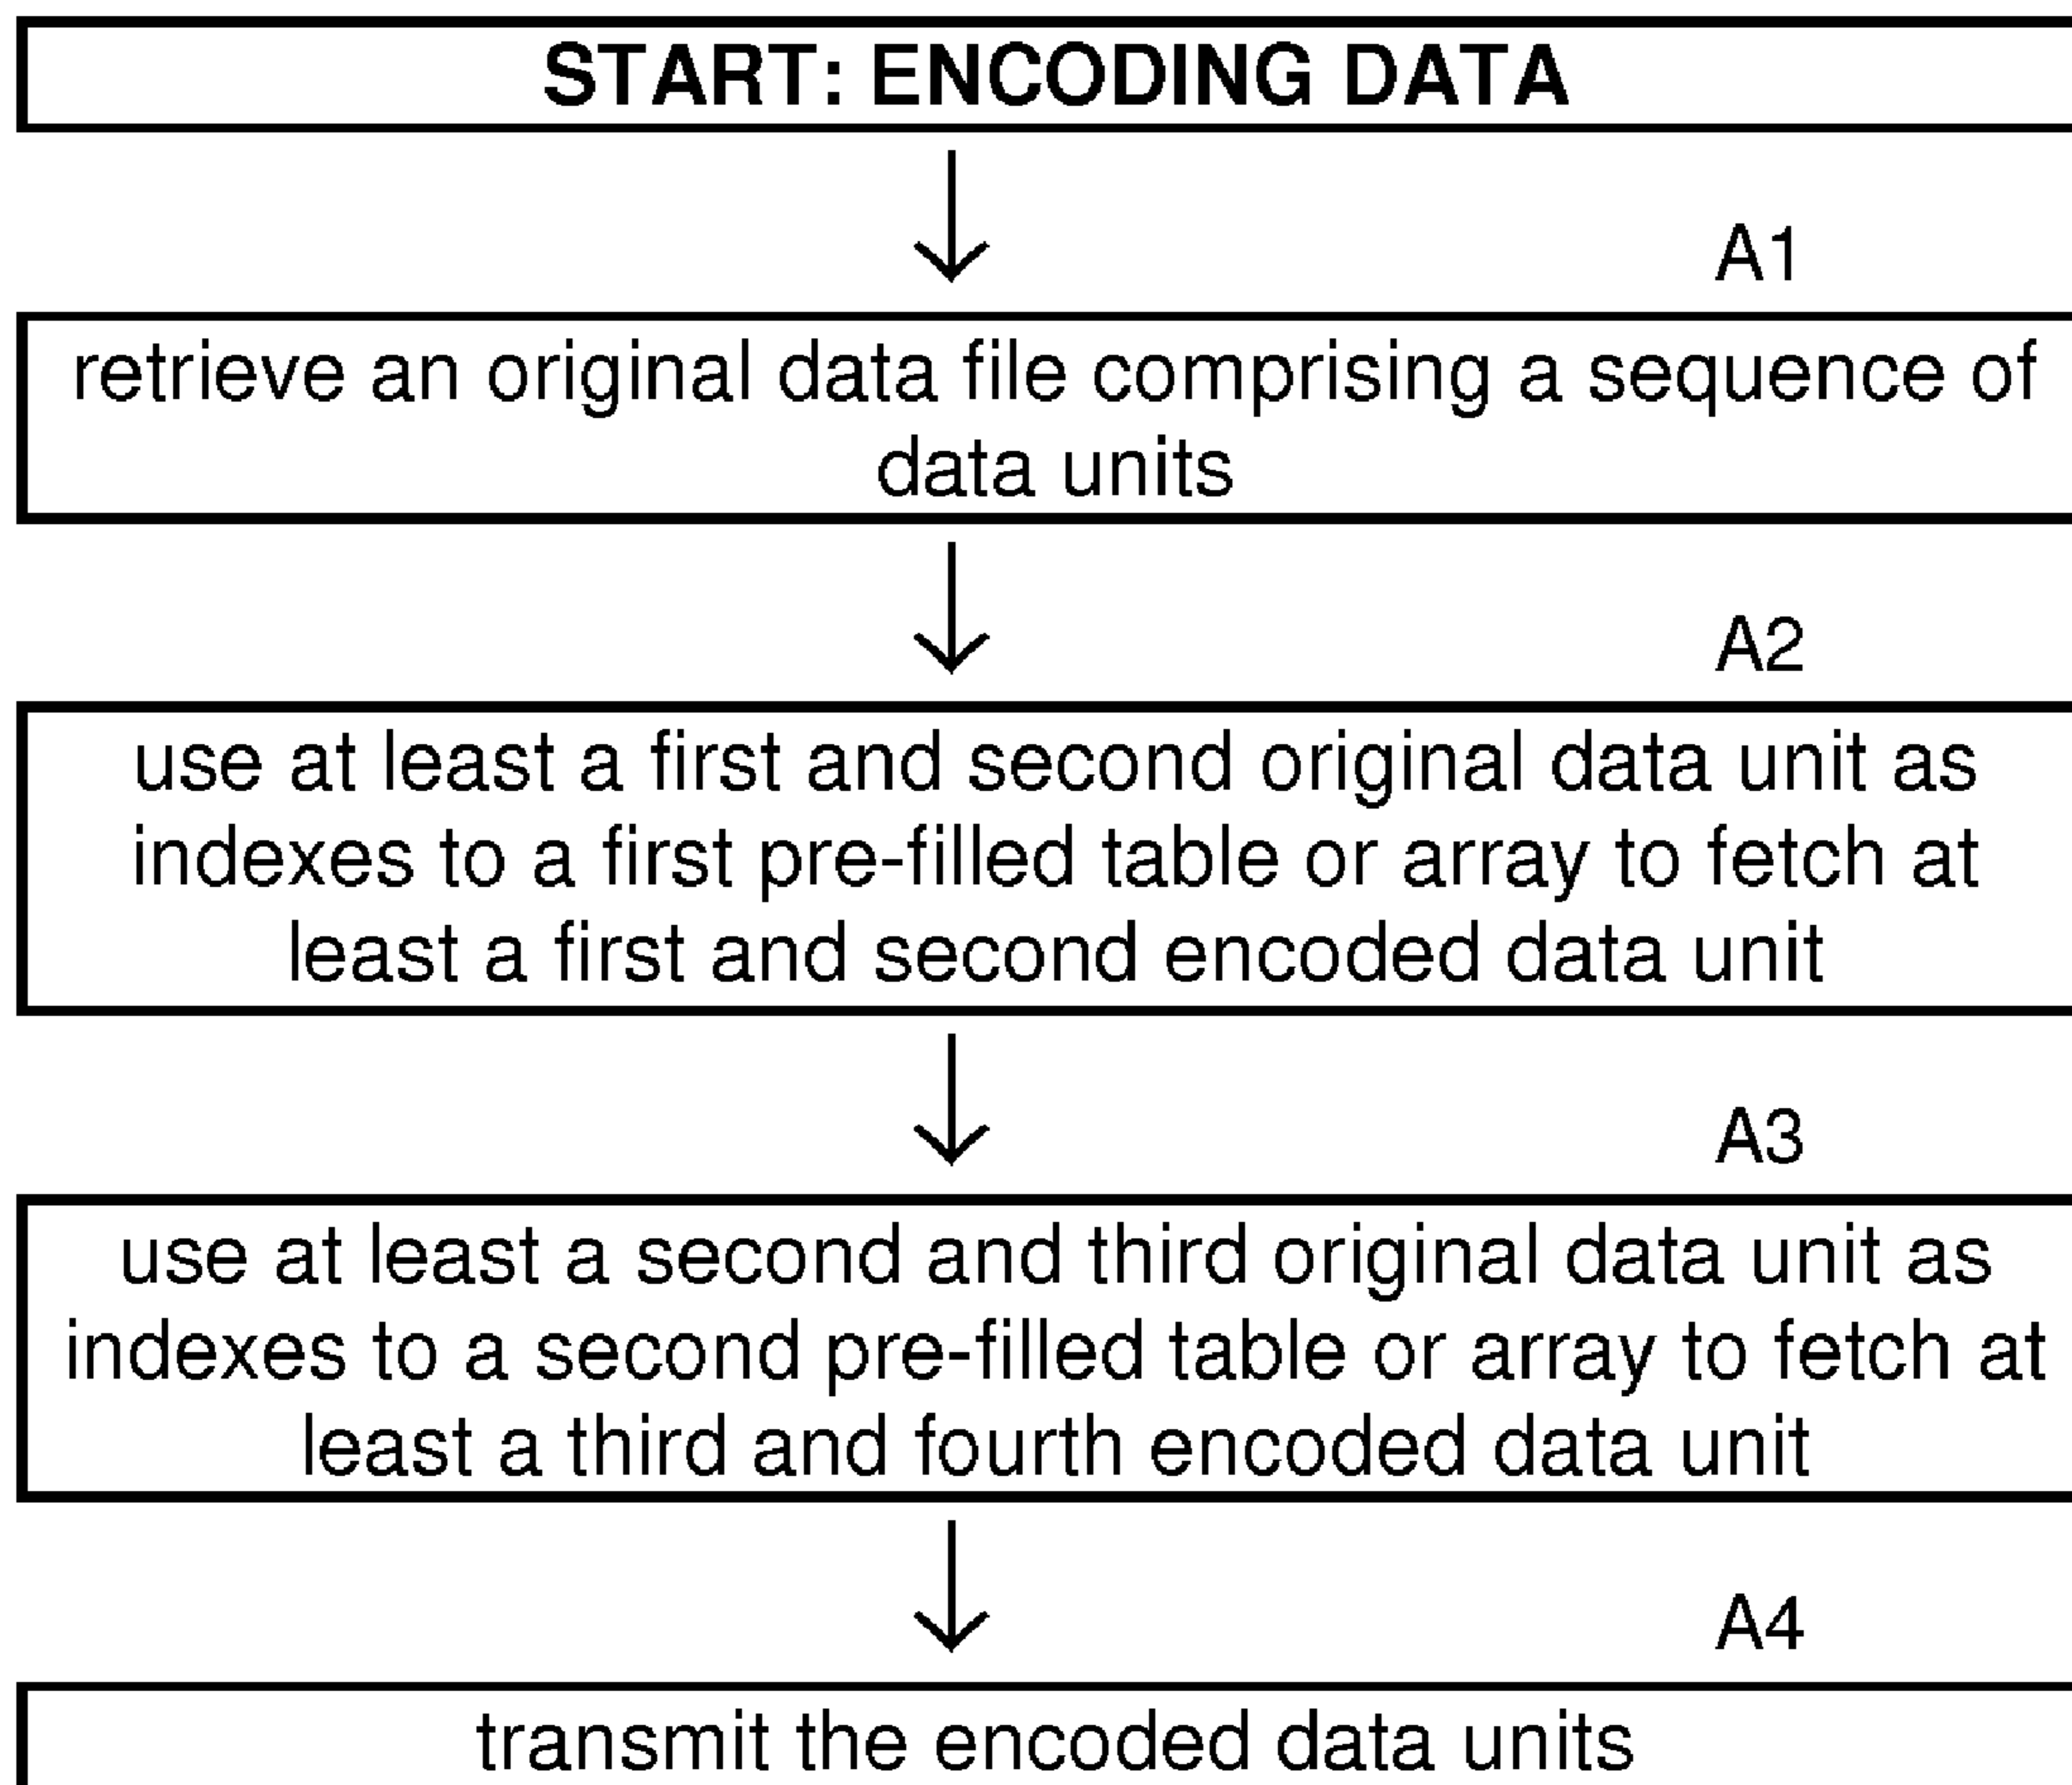 START: ENCODING DATA
A1
retrieve an original data file comprising a sequence of
data units
A2
use at least a first and second original data unit as
indexes to a first pre-filled table or array to fetch at
least a first and second encoded data unit
A3
use at least a second and third original data unit as
indexes to a second pre-filled table or array to fetch at
least a third and fourth encoded data unit
A4
transmit the encoded data units